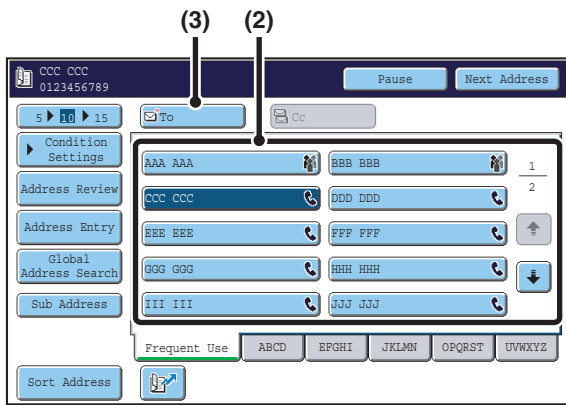 (3) (2)
CCC CCC
0123456789
Pause
Next Address
5 10 15
To
Cc
Condition
Settings
Address Review
Address Entry
Global
Address Search
Sub Address
Sort Address
AAA AAA
BBB BBB
CCC CCC
DDD DDD
EEE EEE
FFF FFF
GGG GGG
HHH HHH
III III
JJJ JJJ
1
2
Frequent Use
ABCD
EFGHI
JKLMN
OPQRST
UVWXYZ